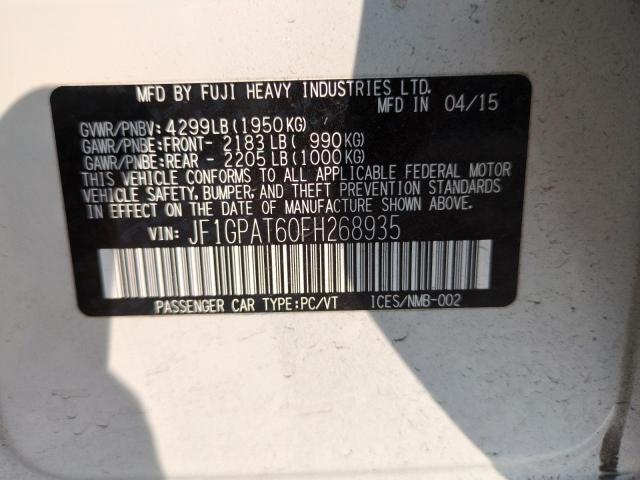 MFD BY FUJI HEAVY INDUSTRIES LTD.
MFD IN 04/15
GVWR/PNBV: 4299LB(1950KG)
GAWR/PNBE:FRONT- 2183LB( 990KG)
GAWR/PNBE:REAR - 2205LB(1000KG)
THIS VEHICLE CONFORMS TO ALL APPLICABLE FEDERAL MOTOR
VEHICLE SAFETY, BUMPER, AND THEFT PREVENTION STANDARDS
IN EFFECT ON THE DATE OF MANUFACTURE SHOWN ABOVE.
VIN: JF1GPAT60FH268935
PASSENGER CAR TYPE:PC/VT ICES/NMB-002